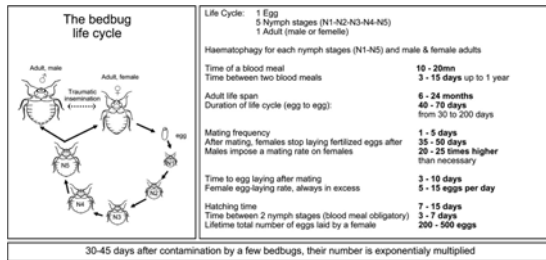 The bedbug
life cycle
Adult, male
♂
Adult, female
♀
Traumatic
insemination
egg
N1
N2
N3
N4
N5
Life Cycle: 1 Egg
5 Nymph stages (N1-N2-N3-N4-N5)
1 Adult (male or femelle)
Haematophagy for each nymph stages (N1-N5) and male & female adults
Time of a blood meal 10 - 20mn
Time between two blood meals 3 - 15 days up to 1 year
Adult life span 6 - 24 months
Duration of life cycle (egg to egg): 40 - 70 days
from 30 to 200 days
Mating frequency 1 - 5 days
After mating, females stop laying fertilized eggs after 35 - 50 days
Males impose a mating rate on females 20 - 25 times higher
than necessary
Time to egg laying after mating 3 - 10 days
Female egg-laying rate, always in excess 5 - 15 eggs per day
Hatching time 7 - 15 days
Time between 2 nymph stages (blood meal obligatory) 3 - 7 days
Lifetime total number of eggs laid by a female 200 - 500 eggs
30-45 days after contamination by a few bedbugs, their number is exponentialy multiplied